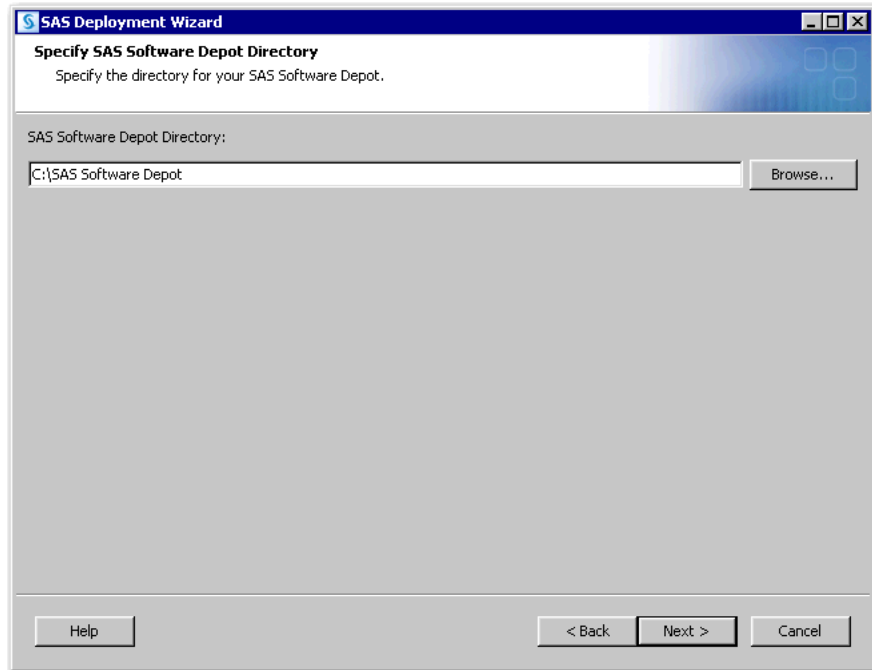 SAS Deployment Wizard
Specify SAS Software Depot Directory
Specify the directory for your SAS Software Depot.
SAS Software Depot Directory:
C:\SAS Software Depot
Browse...
Help
< Back
Next >
Cancel